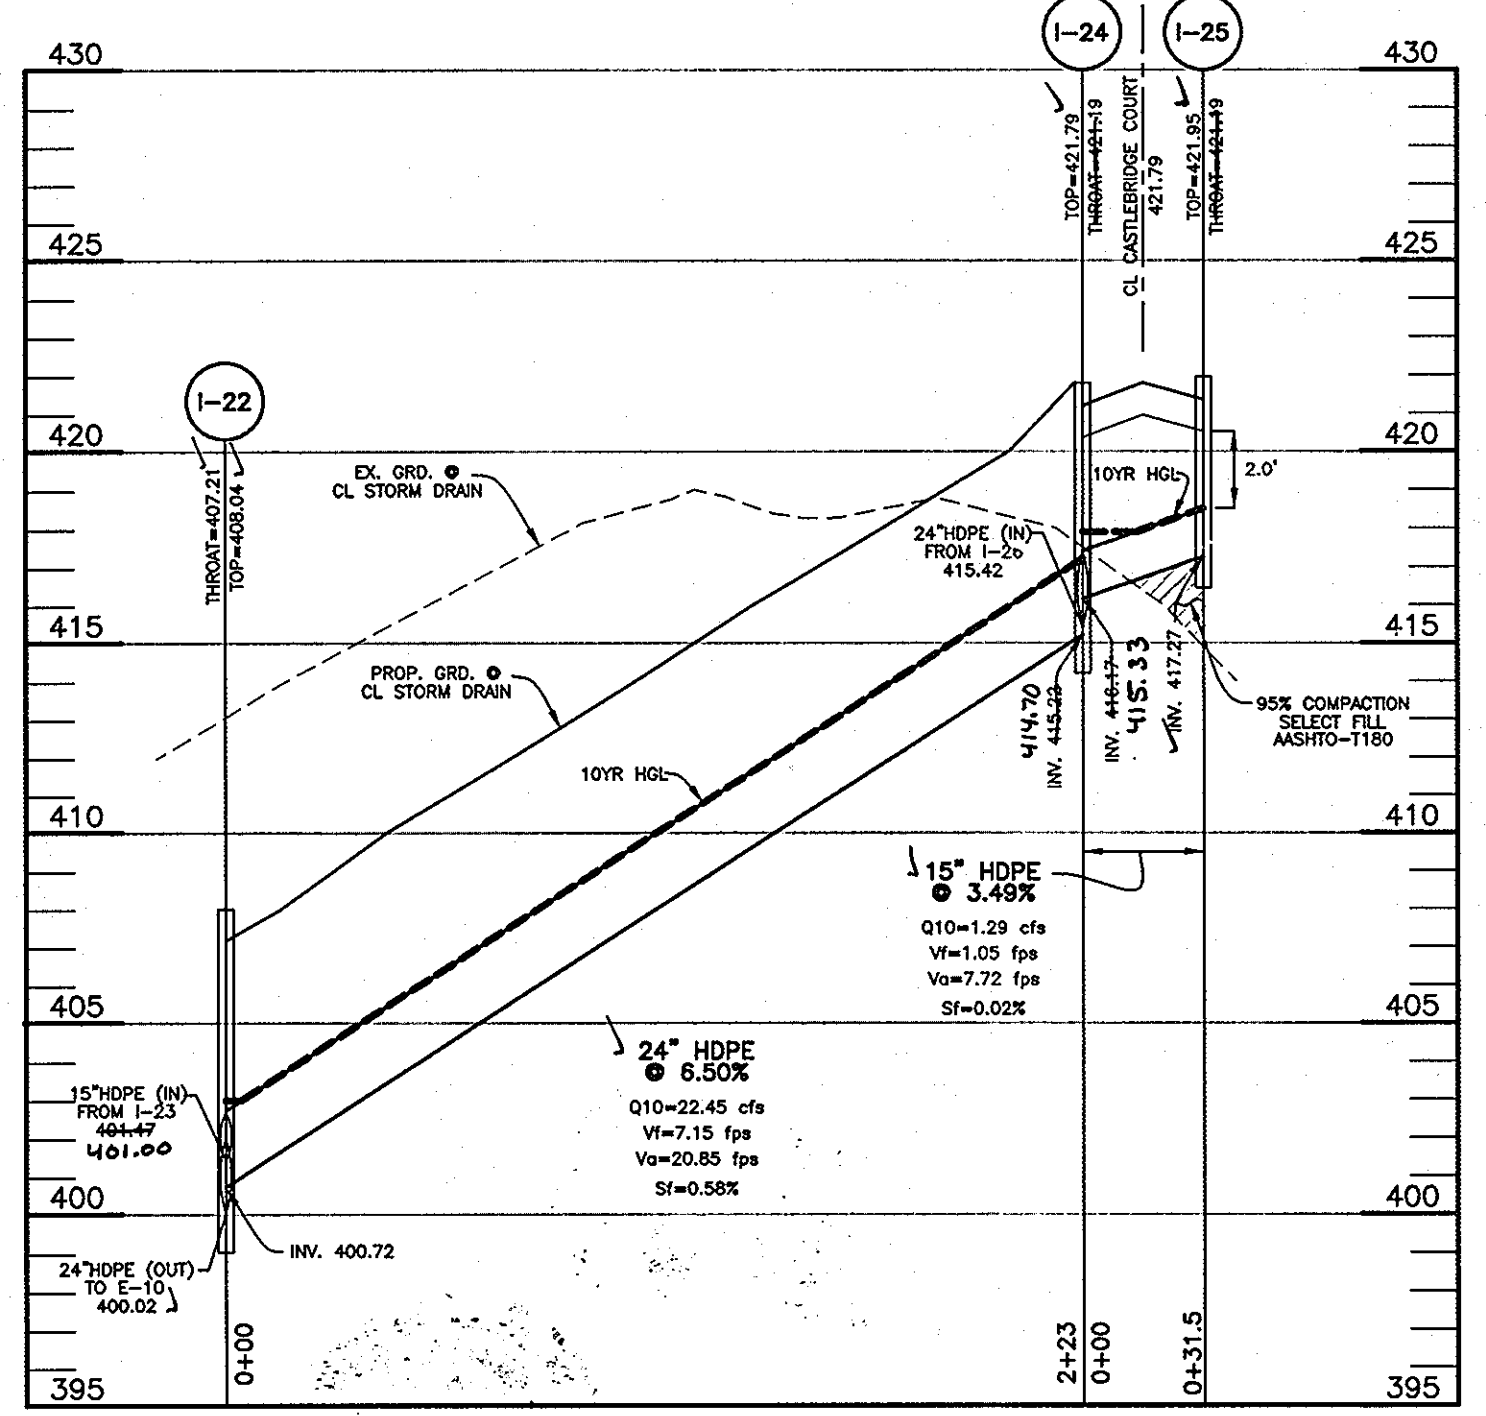 I-24
I-25
430
430
TOP=421.79
THROAT=421.19
CL CASTLEBRIDGE COURT
421.79
TOP=421.95
THROAT=421.19
425
425
I-22
THROAT=407.21
TOP=408.04
420
420
EX. GRD. @
CL STORM DRAIN
10YR HGL
2.0'
24"HDPE (IN)
FROM I-26
415.42
415
415
PROP. GRD. @
CL STORM DRAIN
414.70
INV. 415.22
INV. 416.17
415.33
INV. 417.27
95% COMPACTION
SELECT FILL
AASHTO-T180
10YR HGL
410
410
15" HDPE
@ 3.49%
Q10=1.29 cfs
Vf=1.05 fps
Va=7.72 fps
Sf=0.02%
405
405
24" HDPE
@ 6.50%
Q10=22.45 cfs
Vf=7.15 fps
Va=20.85 fps
Sf=0.58%
15"HDPE (IN)
FROM I-23
401.47
401.00
400
400
INV. 400.72
24"HDPE (OUT)
TO E-10
400.02
0+00
2+23
0+00
0+31.5
395
395